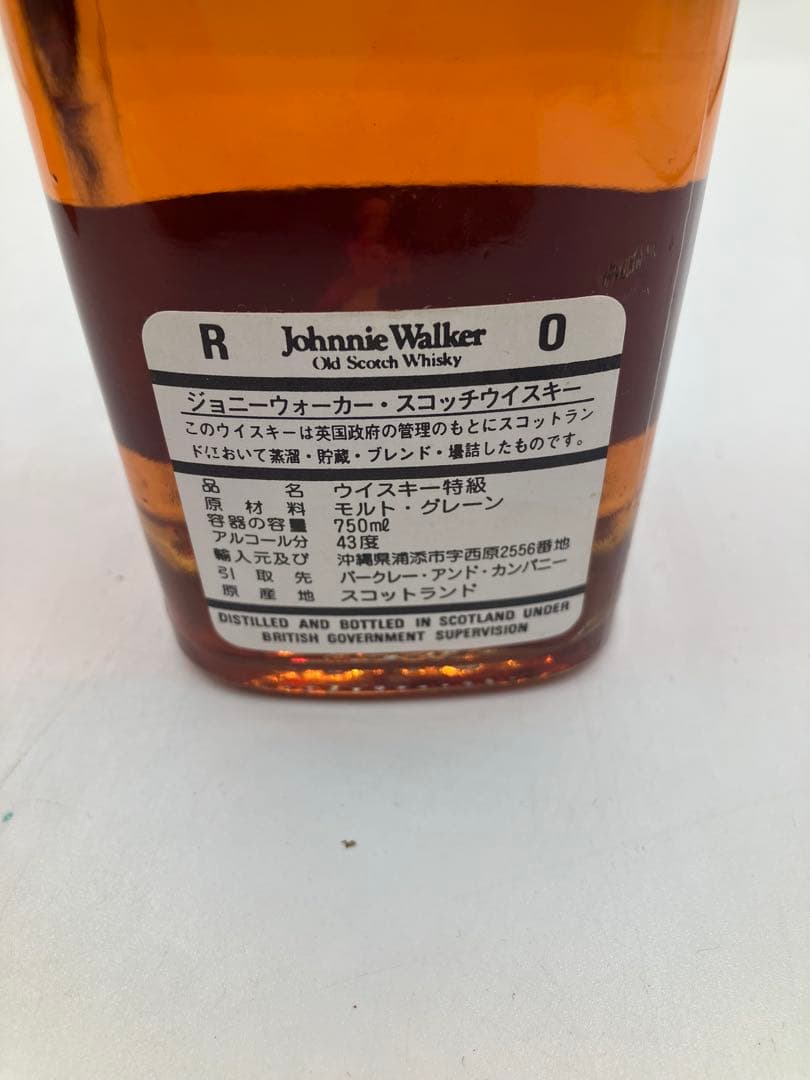 R Johnnie Walker O
Old Scotch Whisky
ジョニーウォーカー・スコッチウイスキー
このウイスキーは英国政府の管理のもとにスコットラン
ドにおいて蒸溜・貯蔵・ブレンド・壜詰したものです。
品名 ウイスキー特級
原材料 モルト・グレーン
容器の容量 750mℓ
アルコール分 43度
輸入元及び 沖縄県浦添市字西原2556番地
引取先 バークレー・アンド・カンパニー
原産地 スコットランド
DISTILLED AND BOTTLED IN SCOTLAND UNDER
BRITISH GOVERNMENT SUPERVISION